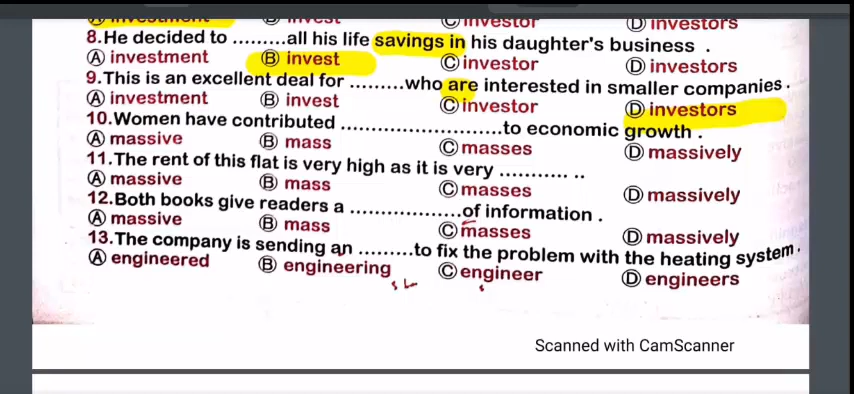 Ⓐ investment Ⓑ invest Ⓒ investor Ⓓ investors
8.He decided to .........all his life savings in his daughter's business .
Ⓐ investment Ⓑ invest Ⓒ investor Ⓓ investors
9.This is an excellent deal for .........who are interested in smaller companies.
Ⓐ investment Ⓑ invest Ⓒ investor Ⓓ investors
10.Women have contributed ...........................to economic growth .
Ⓐ massive Ⓑ mass Ⓒ masses Ⓓ massively
11.The rent of this flat is very high as it is very ........... ..
Ⓐ massive Ⓑ mass Ⓒ masses Ⓓ massively
12.Both books give readers a ..................of information .
Ⓐ massive Ⓑ mass Ⓒ masses Ⓓ massively
13.The company is sending an .........to fix the problem with the heating system.
Ⓐ engineered Ⓑ engineering Ⓒ engineer Ⓓ engineers
Scanned with CamScanner